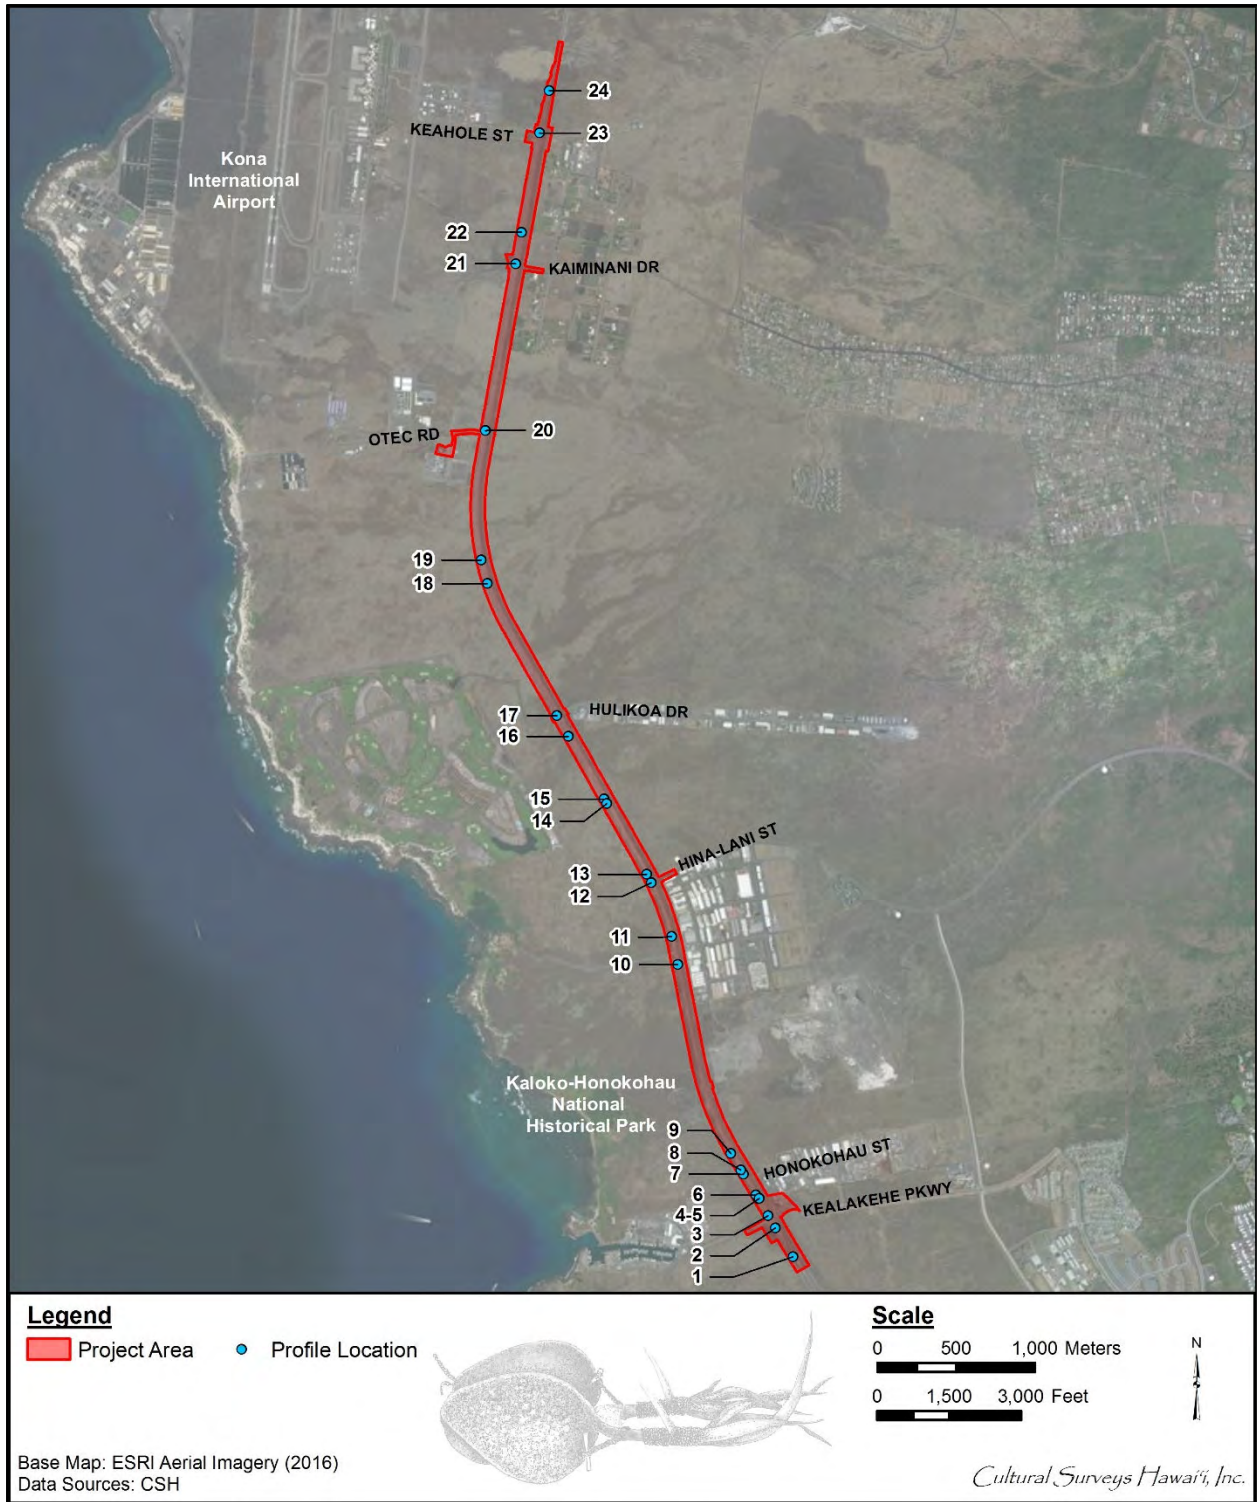 24
KEAHOLE ST
23
Kona
International
Airport
22
21
KAIMINANI DR
OTEC RD
20
19
18
17
HULIKOA DR
16
15
14
HINA-LANI ST
13
12
11
10
Kaloko-Honokohau
National
Historical Park
9
8
7
HONOKOHAU ST
6
4-5
KEALAKEHE PKWY
3
2
1
Legend
Project Area
Profile Location
Scale
0 500 1,000 Meters
0 1,500 3,000 Feet
N
Base Map: ESRI Aerial Imagery (2016)
Data Sources: CSH
Cultural Surveys Hawaiʻi, Inc.